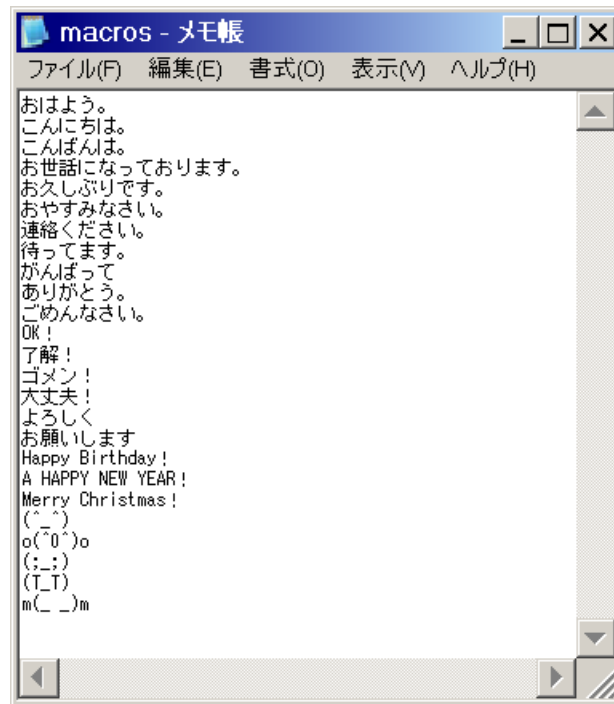 macros - メモ帳
ファイル(F) 編集(E) 書式(O) 表示(V) ヘルプ(H)
おはよう。
こんにちは。
こんばんは。
お世話になっております。
お久しぶりです。
おやすみなさい。
連絡ください。
待ってます。
がんばって
ありがとう。
ごめんなさい。
OK！
了解！
ゴメン！
大丈夫！
よろしく
お願いします
Happy Birthday！
A HAPPY NEW YEAR！
Merry Christmas！
(^_^)
o(^O^)o
(;_;)
(T_T)
m(_ _)m